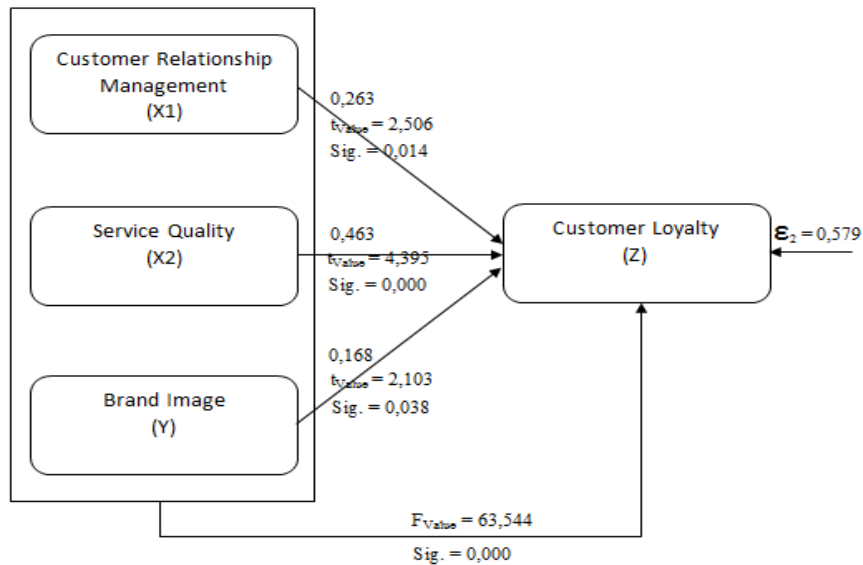 Customer Relationship
Management
(X1)
0,263
tValue = 2,506
Sig. = 0,014
Service Quality
(X2)
0,463
tValue = 4,395
Sig. = 0,000
Customer Loyalty
(Z)
ε2 = 0,579
Brand Image
(Y)
0,168
tValue = 2,103
Sig. = 0,038
FValue = 63,544
Sig. = 0,000